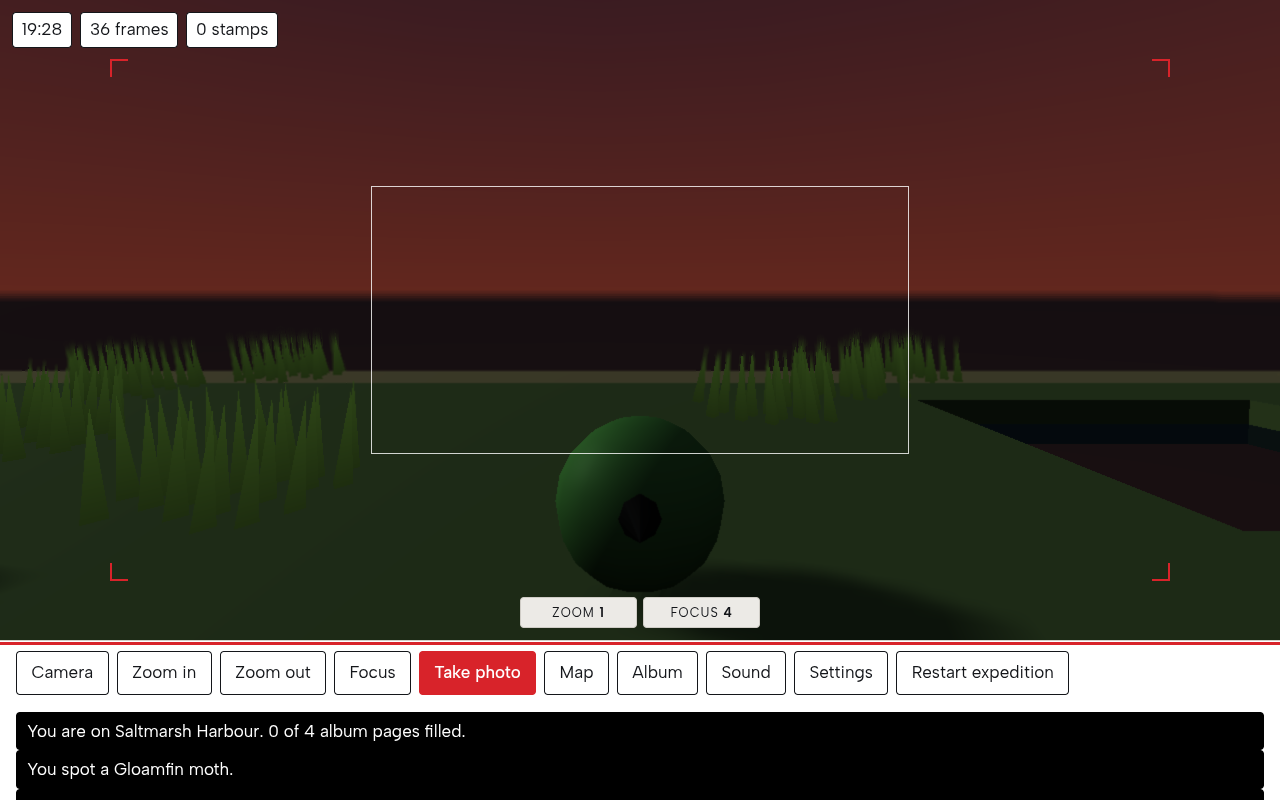 19:28 36 frames 0 stamps
ZOOM 1 FOCUS 4
Camera Zoom in Zoom out Focus Take photo Map Album Sound Settings Restart expedition
You are on Saltmarsh Harbour. 0 of 4 album pages filled.
You spot a Gloamfin moth.